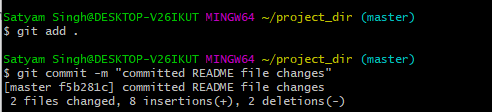 Satyam Singh@DESKTOP-V26IKUT MINGW64 ~/project_dir (master)
$ git add .
Satyam Singh@DESKTOP-V26IKUT MINGW64 ~/project_dir (master)
$ git commit -m "committed README file changes"
[master f5b281c] committed README file changes
 2 files changed, 8 insertions(+), 2 deletions(-)